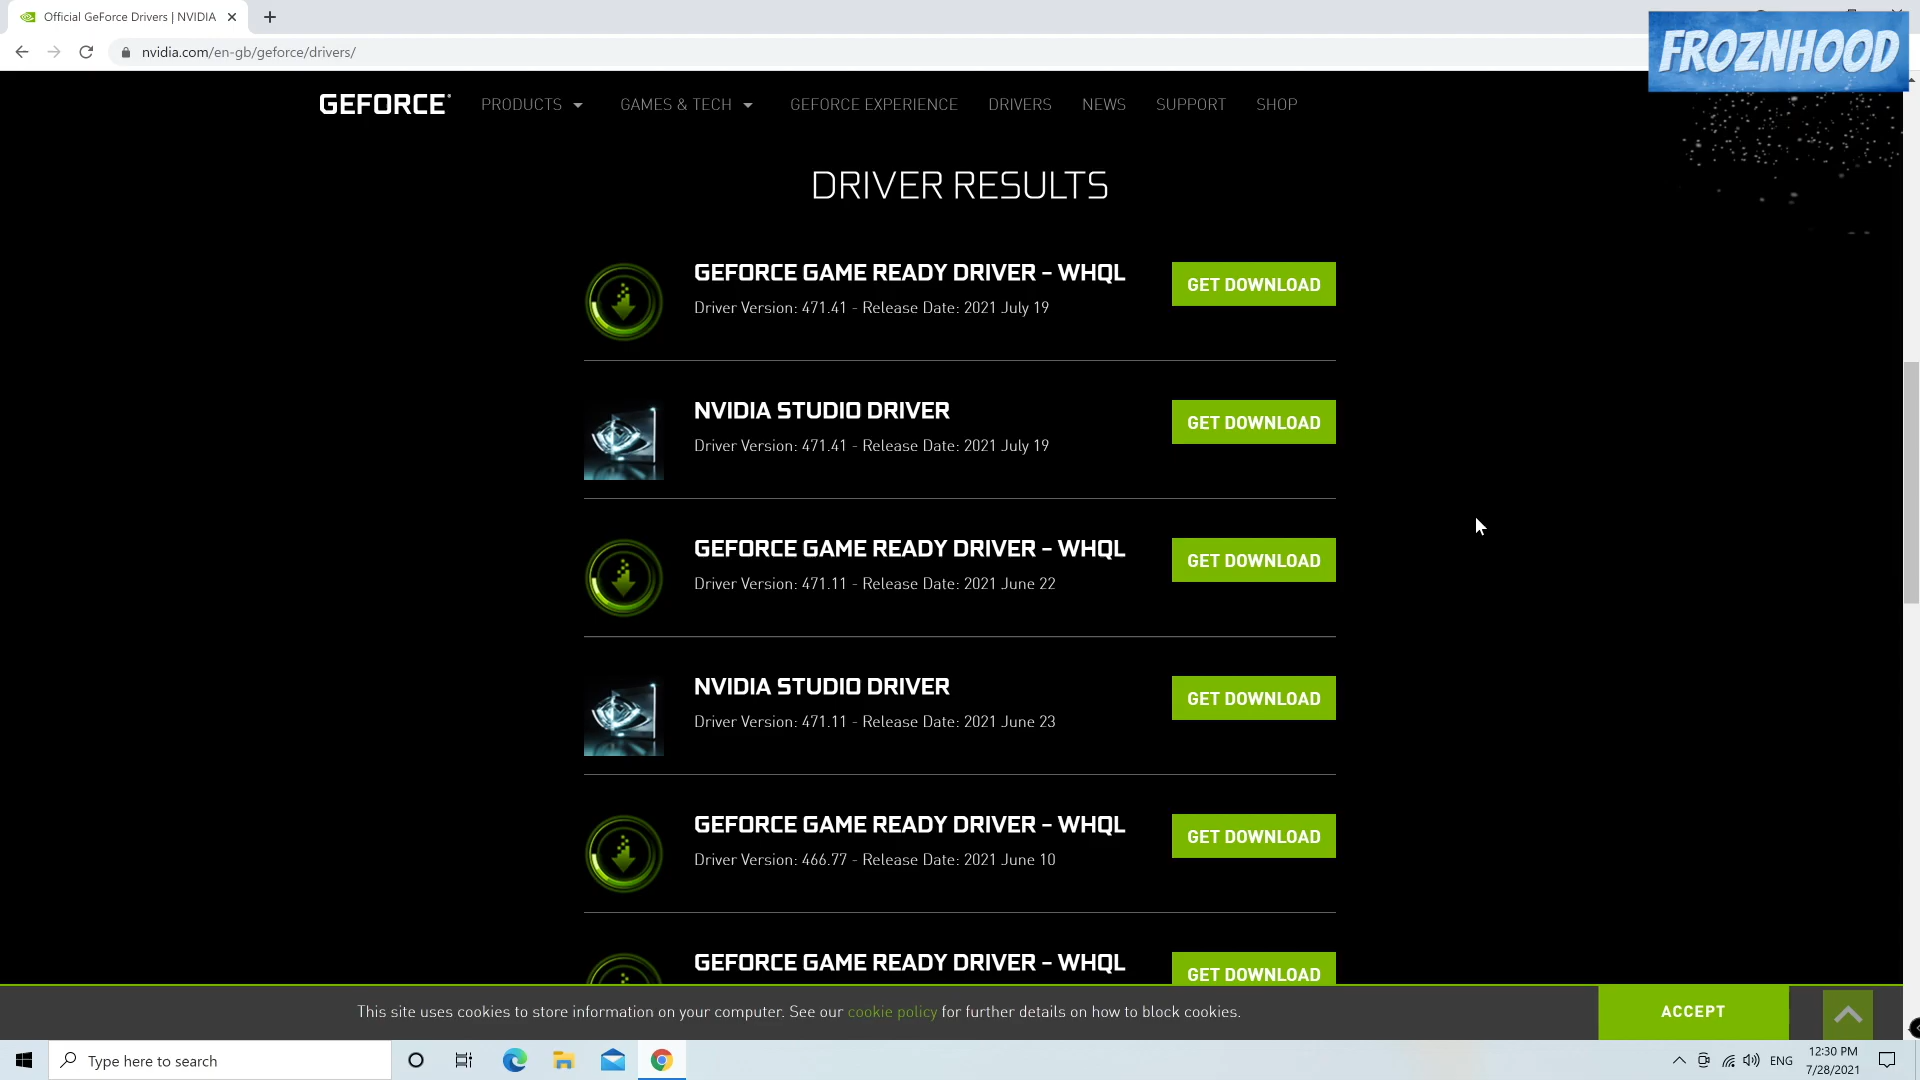 Official GeForce Drivers | NVIDIA
nvidia.com/en-gb/geforce/drivers/
FROZNHOOD
GEFORCE PRODUCTS GAMES & TECH GEFORCE EXPERIENCE DRIVERS NEWS SUPPORT SHOP
DRIVER RESULTS
GEFORCE GAME READY DRIVER - WHQL
Driver Version: 471.41 - Release Date: 2021 July 19
GET DOWNLOAD
NVIDIA STUDIO DRIVER
Driver Version: 471.41 - Release Date: 2021 July 19
GET DOWNLOAD
GEFORCE GAME READY DRIVER - WHQL
Driver Version: 471.11 - Release Date: 2021 June 22
GET DOWNLOAD
NVIDIA STUDIO DRIVER
Driver Version: 471.11 - Release Date: 2021 June 23
GET DOWNLOAD
GEFORCE GAME READY DRIVER - WHQL
Driver Version: 466.77 - Release Date: 2021 June 10
GET DOWNLOAD
GEFORCE GAME READY DRIVER - WHQL
GET DOWNLOAD
This site uses cookies to store information on your computer. See our cookie policy for further details on how to block cookies.
ACCEPT
Type here to search
ENG
12:30 PM
7/28/2021